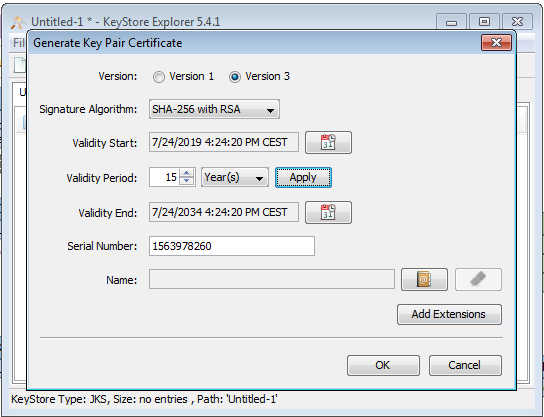 Untitled-1 * - KeyStore Explorer 5.4.1
Generate Key Pair Certificate
Version: Version 1 Version 3
Signature Algorithm: SHA-256 with RSA
Validity Start: 7/24/2019 4:24:20 PM CEST 31
Validity Period: 15 Year(s) Apply
Validity End: 7/24/2034 4:24:20 PM CEST 31
Serial Number: 1563978260
Name:
Add Extensions
OK Cancel
KeyStore Type: JKS, Size: no entries , Path: 'Untitled-1'